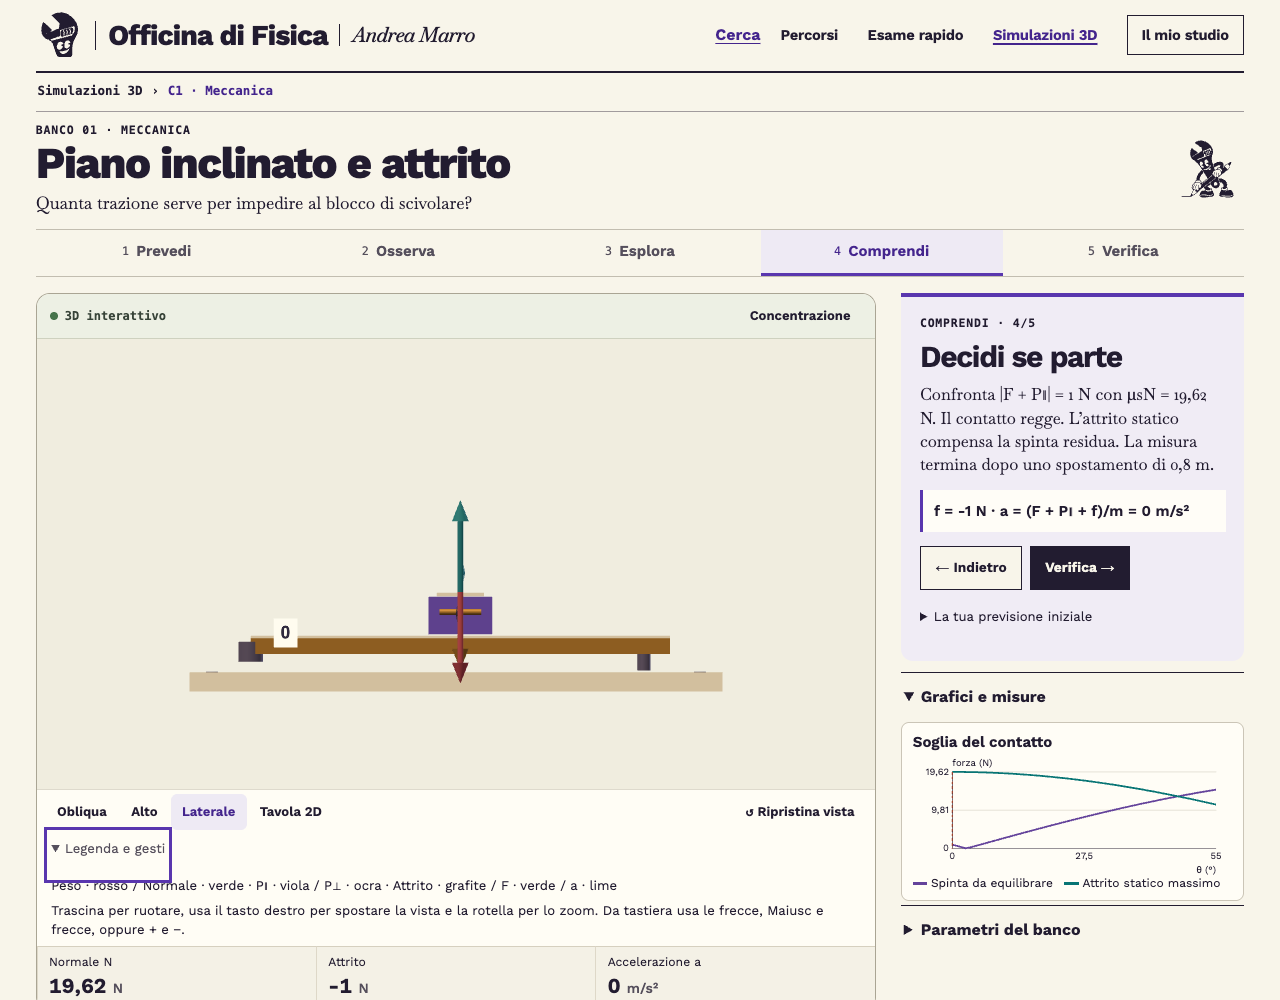 Officina di Fisica
Andrea Marro
Cerca
Percorsi
Esame rapido
Simulazioni 3D
Il mio studio
Simulazioni 3D › C1 · Meccanica
BANCO 01 · MECCANICA
Piano inclinato e attrito
Quanta trazione serve per impedire al blocco di scivolare?
1 Prevedi
2 Osserva
3 Esplora
4 Comprendi
5 Verifica
3D interattivo
Concentrazione
0
Obliqua
Alto
Laterale
Tavola 2D
↺ Ripristina vista
▼ Legenda e gesti
Peso · rosso / Normale · verde · P∥ · viola / P⊥ · ocra · Attrito · grafite / F · verde / a · lime
Trascina per ruotare, usa il tasto destro per spostare la vista e la rotella per lo zoom. Da tastiera usa le frecce, Maiusc e
frecce, oppure + e −.
Normale N
19,62 N
Attrito
-1 N
Accelerazione a
0 m/s²
COMPRENDI · 4/5
Decidi se parte
Confronta |F + P∥| = 1 N con μsN = 19,62
N. Il contatto regge. L’attrito statico
compensa la spinta residua. La misura
termina dopo uno spostamento di 0,8 m.
f = -1 N · a = (F + P∥ + f)/m = 0 m/s²
← Indietro
Verifica →
▶ La tua previsione iniziale
▼ Grafici e misure
Soglia del contatto
forza (N)
19,62
9,81
0
0
27,5
55
θ (°)
Spinta da equilibrare
Attrito statico massimo
▶ Parametri del banco